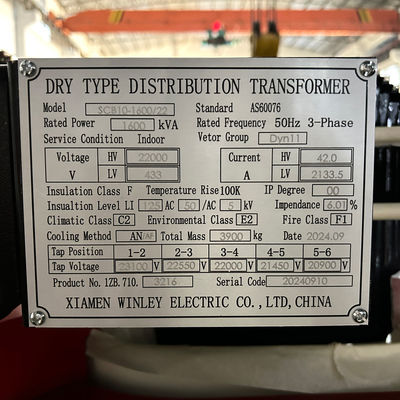 DRY TYPE DISTRIBUTION TRANSFORMER
Model SCB10-1600/22 Standard AS60076
Rated Power 1600 kVA Rated Frequency 50Hz 3-Phase
Service Condition Indoor Vetor Group Dyn11
Voltage V HV 22000 Current A HV 42.0
LV 433 LV 2133.5
Insulation Class F Temperature Rise 100K IP Degree 00
Insualtion Level LI 125 AC 50 /AC 5 kV Impendance 6.01 %
Climatic Class C2 Environmental Class E2 Fire Class F1
Cooling Method AN/AF Total Mass 3900 kg Date 2024.09
Tap Position 1-2 2-3 3-4 4-5 5-6
Tap Voltage 23100 V 22550 V 22000 V 21450 V 20900 V
Product No. 1ZB.710. 3216 Serial Code 20240910
XIAMEN WINLEY ELECTRIC CO.,LTD,CHINA